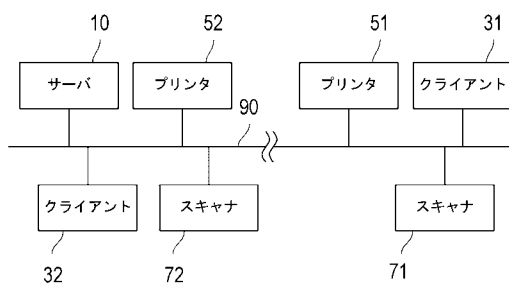 10 52 51 31
サーバ プリンタ プリンタ クライアント
90
クライアント スキャナ スキャナ
32 72 71